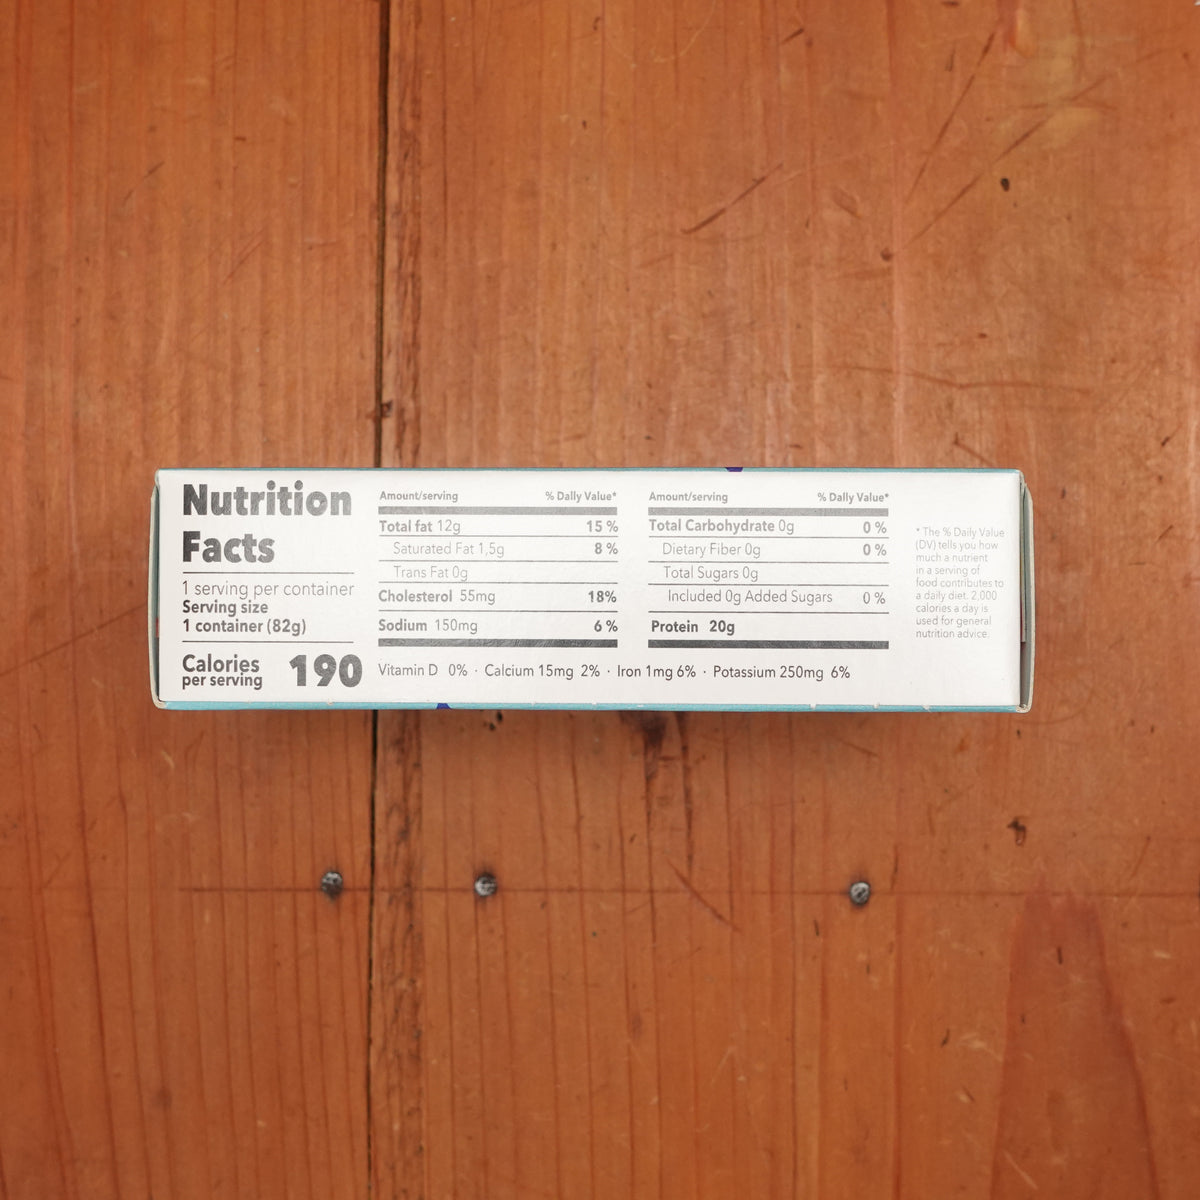 Nutrition
Facts
1 serving per container
Serving size
1 container (82g)
Calories
per serving 190
Amount/serving % Daily Value*
Total fat 12g 15 %
Saturated Fat 1,5g 8 %
Trans Fat 0g
Cholesterol 55mg 18%
Sodium 150mg 6 %
Amount/serving % Daily Value*
Total Carbohydrate 0g 0 %
Dietary Fiber 0g 0 %
Total Sugars 0g
Included 0g Added Sugars 0 %
Protein 20g
Vitamin D 0% · Calcium 15mg 2% · Iron 1mg 6% · Potassium 250mg 6%
* The % Daily Value
(DV) tells you how
much a nutrient
in a serving of
food contributes to
a daily diet. 2,000
calories a day is
used for general
nutrition advice.